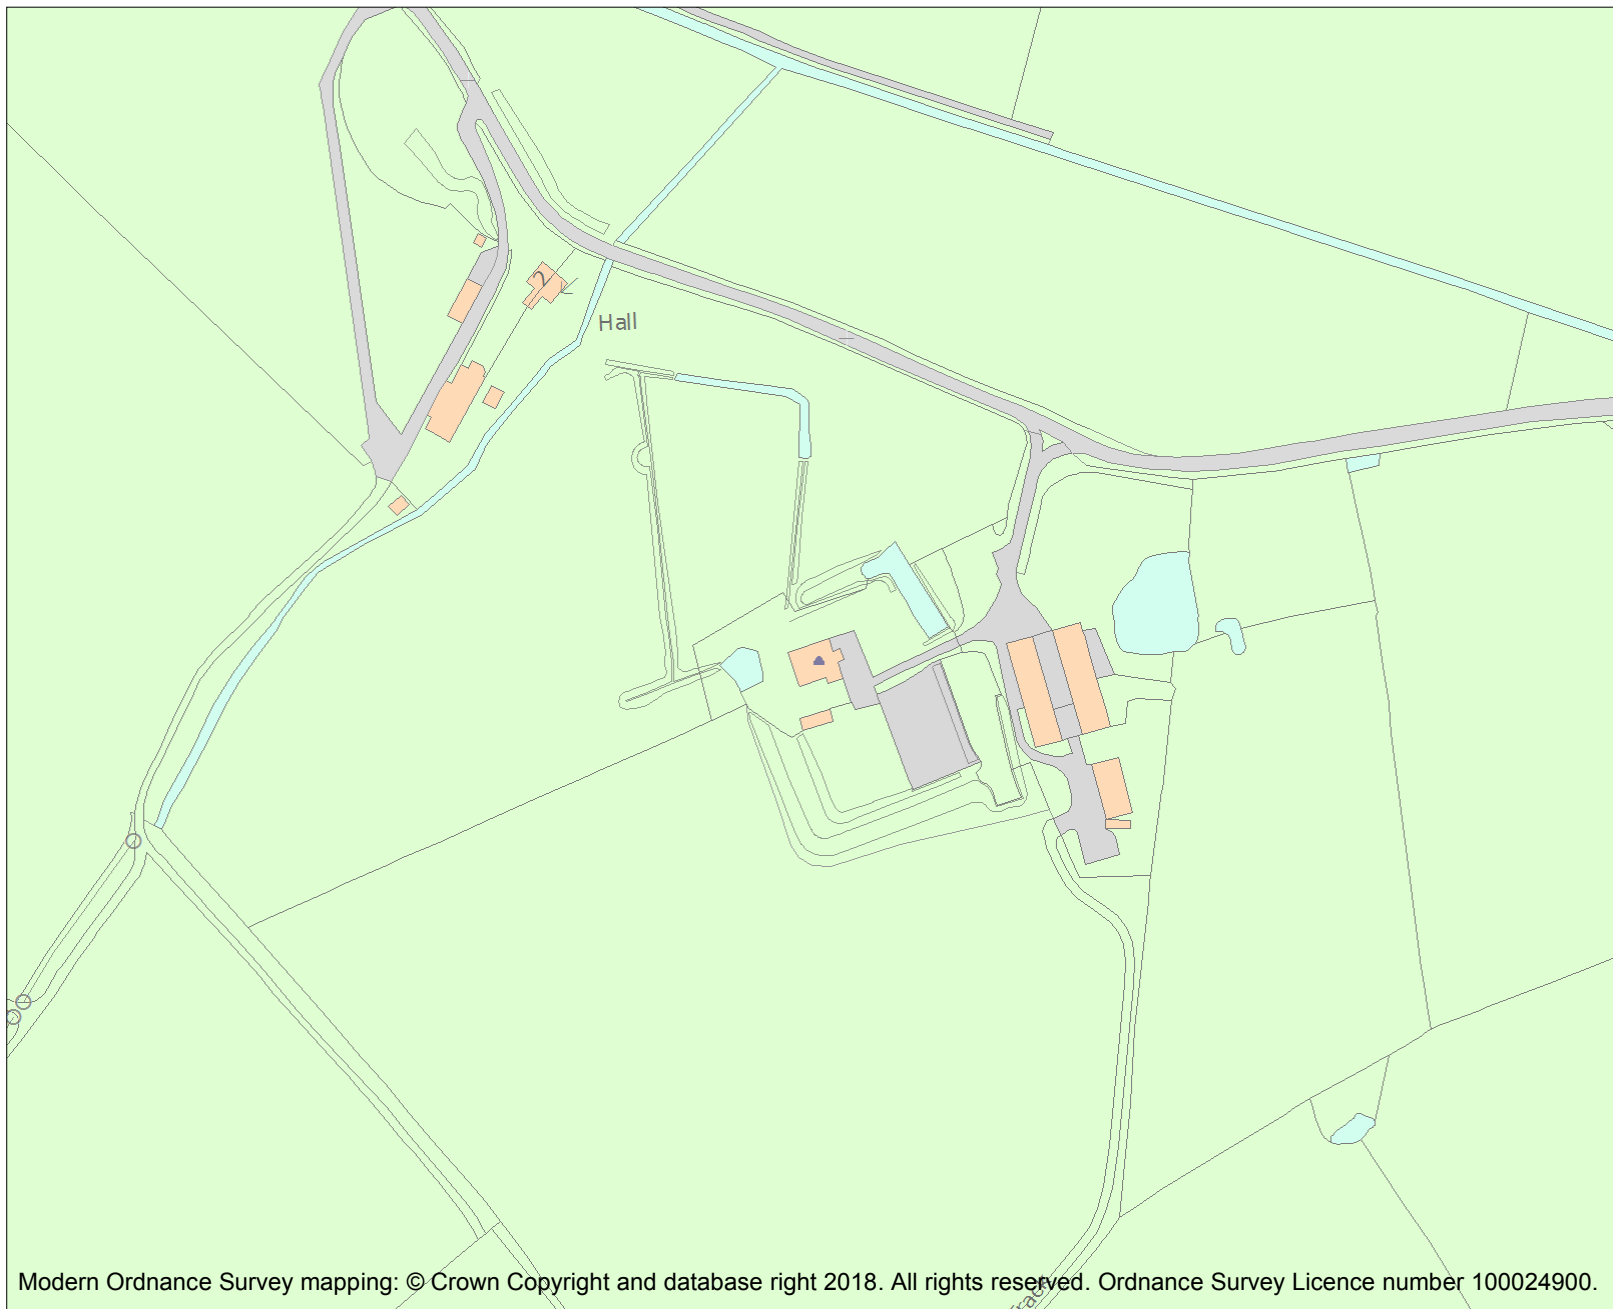 2
Hall
Modern Ordnance Survey mapping: © Crown Copyright and database right 2018. All rights reserved. Ordnance Survey Licence number 100024900.